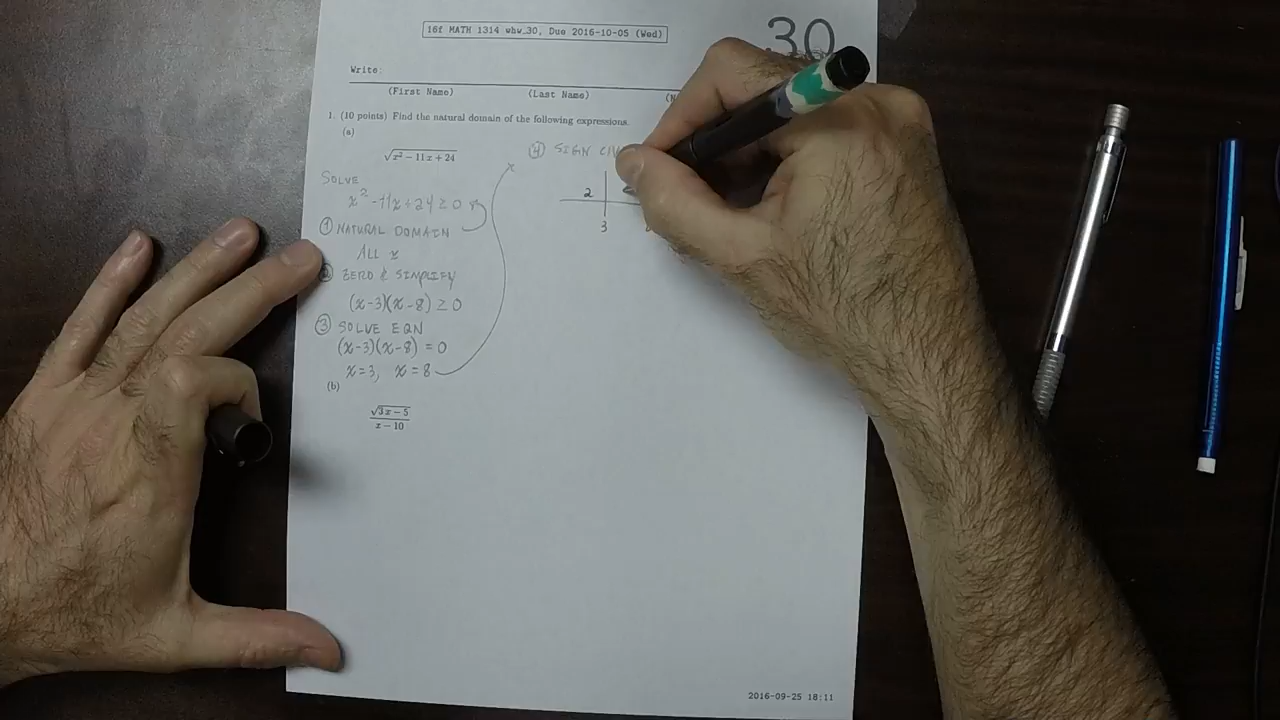 16f MATH 1314 whw_30, Due 2016-10-05 (Wed)
30
Write:
(First Name) (Last Name)
1. (10 points) Find the natural domain of the following expressions.
(a)
√(x² − 11x + 24)
SOLVE
x² -11x+24 ≥ 0
① NATURAL DOMAIN
ALL x
② ZERO & SIMPLIFY
(x-3)(x-8) ≥ 0
③ SOLVE EQN
(x-3)(x-8) = 0
x=3, x=8
④ SIGN
2
3
(b)
√(3x − 5)
x − 10
2016-09-25 18:11